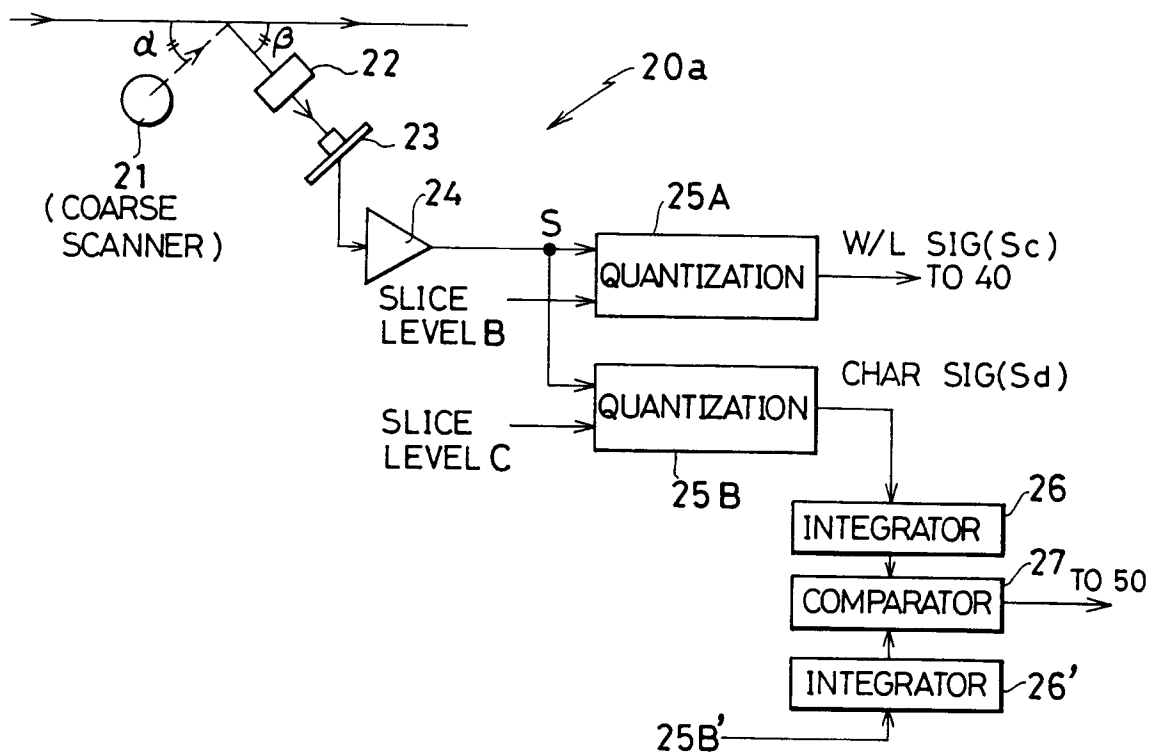 α
β
22
20a
21
(COARSE
SCANNER)
23
24
S
25A
QUANTIZATION
W/L SIG(Sc)
TO 40
SLICE
LEVEL B
QUANTIZATION
CHAR SIG(Sd)
SLICE
LEVEL C
25B
INTEGRATOR
26
COMPARATOR
27
TO 50
INTEGRATOR
26'
25B'